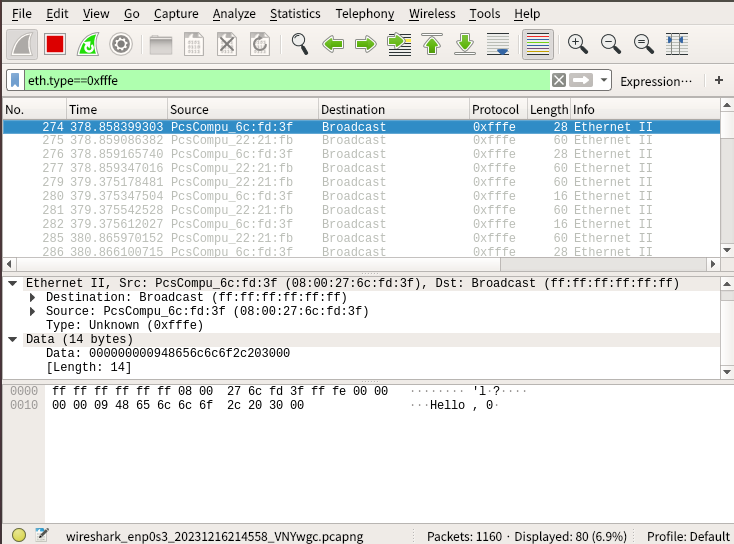 File Edit View Go Capture Analyze Statistics Telephony Wireless Tools Help
eth.type==0xfffe Expression… +
No. Time Source Destination Protocol Length Info
274 378.858399303 PcsCompu_6c:fd:3f Broadcast 0xfffe 28 Ethernet II
275 378.859086382 PcsCompu_22:21:fb Broadcast 0xfffe 60 Ethernet II
276 378.859165740 PcsCompu_6c:fd:3f Broadcast 0xfffe 28 Ethernet II
277 378.859347016 PcsCompu_22:21:fb Broadcast 0xfffe 60 Ethernet II
279 379.375178481 PcsCompu_22:21:fb Broadcast 0xfffe 60 Ethernet II
280 379.375347504 PcsCompu_6c:fd:3f Broadcast 0xfffe 16 Ethernet II
281 379.375542528 PcsCompu_22:21:fb Broadcast 0xfffe 60 Ethernet II
282 379.375612027 PcsCompu_6c:fd:3f Broadcast 0xfffe 16 Ethernet II
285 380.865970152 PcsCompu_22:21:fb Broadcast 0xfffe 60 Ethernet II
286 380.866100715 PcsCompu_6c:fd:3f Broadcast 0xfffe 28 Ethernet II
Ethernet II, Src: PcsCompu_6c:fd:3f (08:00:27:6c:fd:3f), Dst: Broadcast (ff:ff:ff:ff:ff:ff)
Destination: Broadcast (ff:ff:ff:ff:ff:ff)
Source: PcsCompu_6c:fd:3f (08:00:27:6c:fd:3f)
Type: Unknown (0xfffe)
Data (14 bytes)
Data: 000000000948656c6c6f2c203000
[Length: 14]
0000 ff ff ff ff ff ff 08 00 27 6c fd 3f ff fe 00 00 ········ 'l·?····
0010 00 00 09 48 65 6c 6c 6f 2c 20 30 00 ···Hello , 0·
wireshark_enp0s3_20231216214558_VNYwgc.pcapng Packets: 1160 · Displayed: 80 (6.9%) Profile: Default